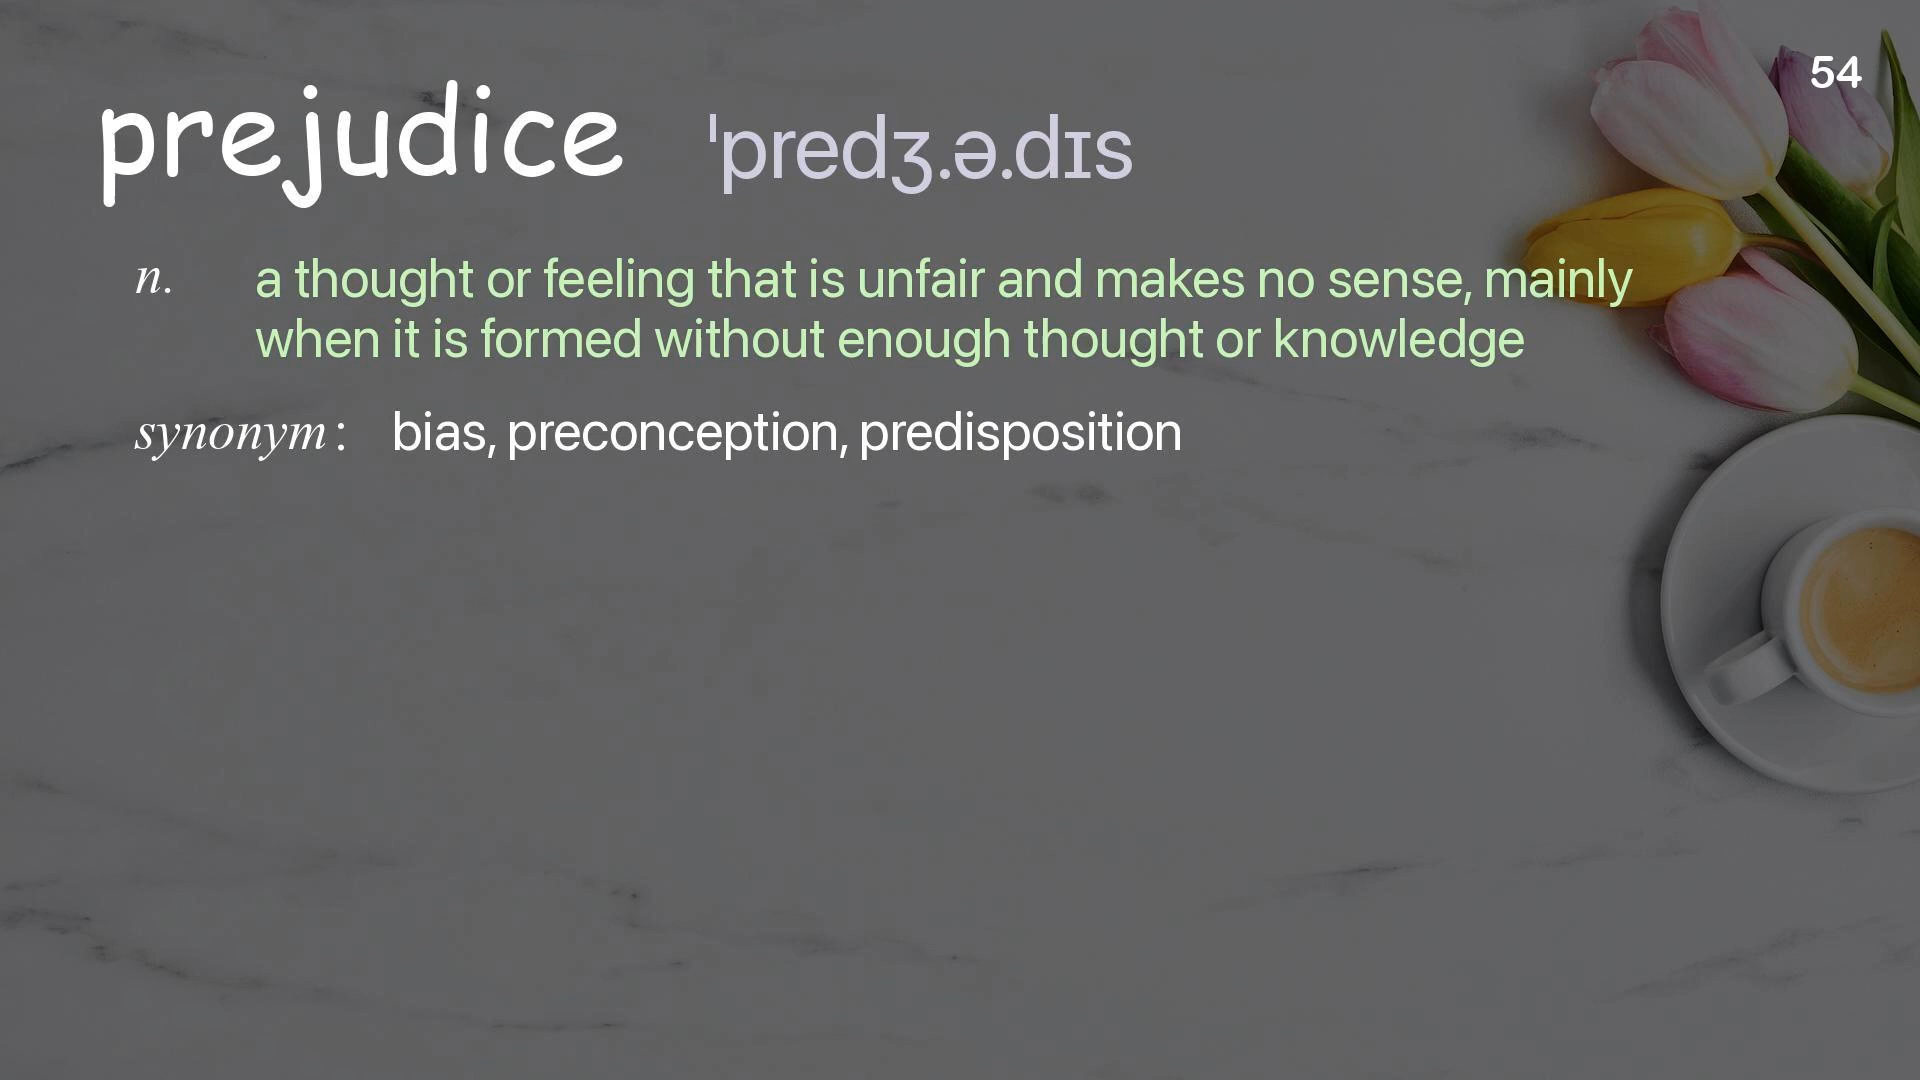 54
prejudice ˈpredʒ.ə.dɪs
n. a thought or feeling that is unfair and makes no sense, mainly
when it is formed without enough thought or knowledge
synonym: bias, preconception, predisposition